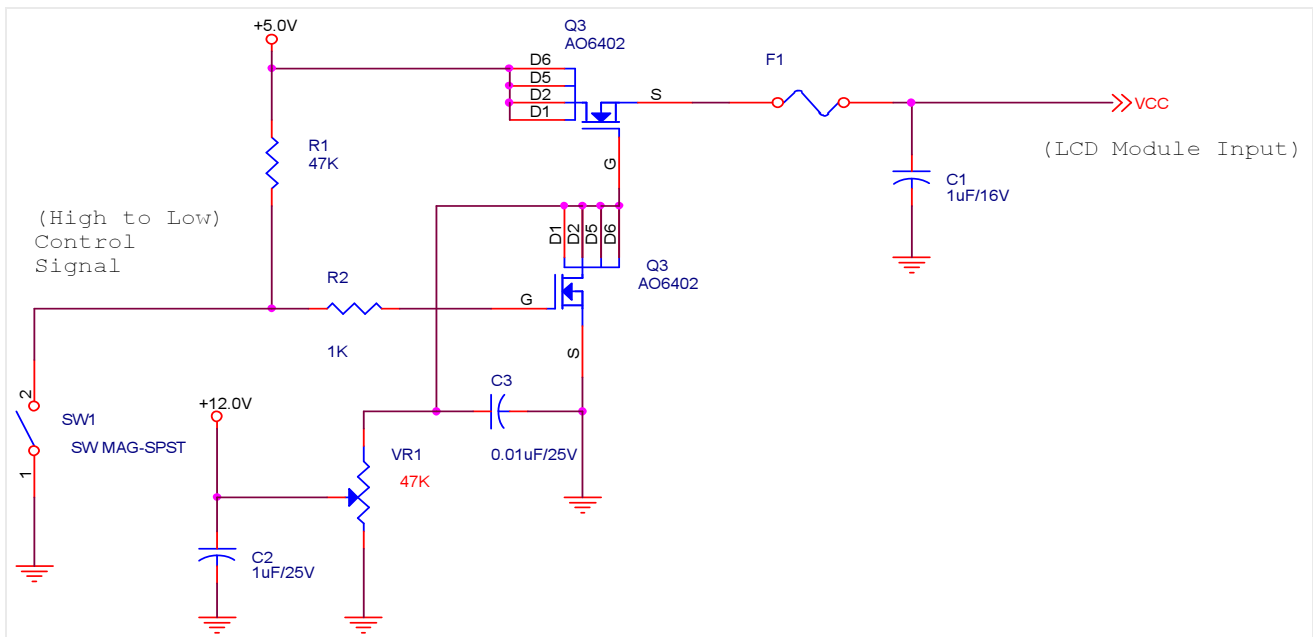 +5.0V
Q3
AO6402
F1
D6
D5
D2
D1
S
VCC
R1
47K
G
(LCD Module Input)
C1
1uF/16V
(High to Low)
Control
Signal
D1
D2
D5
D6
Q3
AO6402
R2
G
1K
S
C3
2
+12.0V
SW1
SW MAG-SPST
VR1
0.01uF/25V
1
47K
C2
1uF/25V